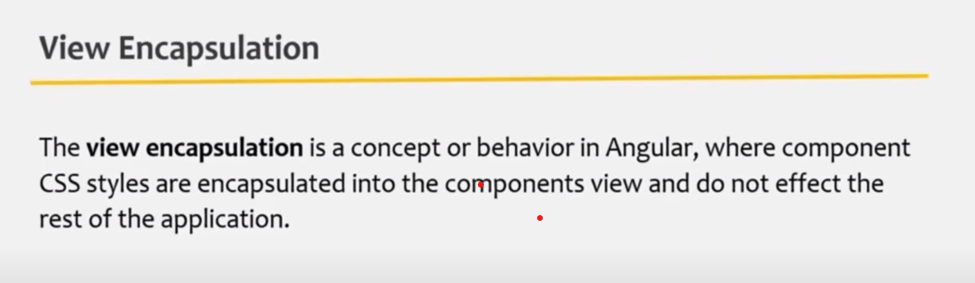 View Encapsulation
The view encapsulation is a concept or behavior in Angular, where component
CSS styles are encapsulated into the components view and do not effect the
rest of the application.